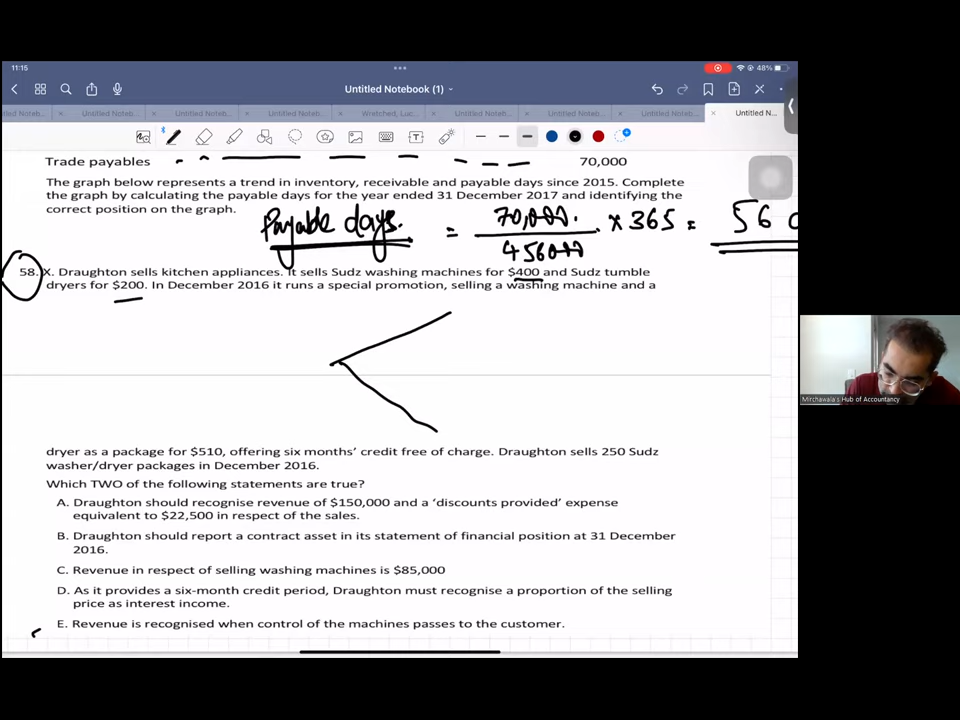 11:15
48%
Untitled Notebook (1)
Untitled Noteb... Untitled Noteb... Wretched, Luc... Untitled Noteb... Untitled Noteb... Untitled N...
Trade payables 70,000
The graph below represents a trend in inventory, receivable and payable days since 2015. Complete
the graph by calculating the payable days for the year ended 31 December 2017 and identifying the
correct position on the graph.
Payable days. = 70,000. / 456000 × 365 = 56
58. X. Draughton sells kitchen appliances. It sells Sudz washing machines for $400 and Sudz tumble
dryers for $200. In December 2016 it runs a special promotion, selling a washing machine and a
dryer as a package for $510, offering six months' credit free of charge. Draughton sells 250 Sudz
washer/dryer packages in December 2016.
Which TWO of the following statements are true?
A. Draughton should recognise revenue of $150,000 and a 'discounts provided' expense
equivalent to $22,500 in respect of the sales.
B. Draughton should report a contract asset in its statement of financial position at 31 December
2016.
C. Revenue in respect of selling washing machines is $85,000
D. As it provides a six-month credit period, Draughton must recognise a proportion of the selling
price as interest income.
E. Revenue is recognised when control of the machines passes to the customer.
Mirchawala's Hub of Accountancy